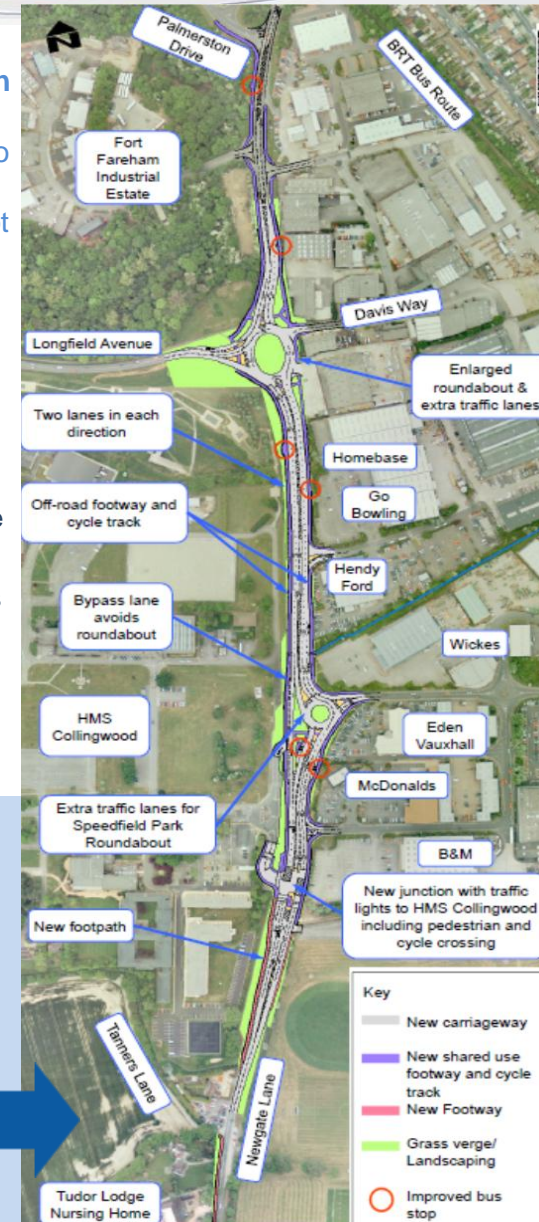 N
Palmerston
Drive
BRT Bus Route
Fort
Fareham
Industrial
Estate
Davis Way
Longfield Avenue
Enlarged
roundabout &
extra traffic lanes
Two lanes in each
direction
Homebase
Go
Bowling
Off-road footway and
cycle track
Hendy
Ford
Bypass lane
avoids
roundabout
Wickes
HMS
Collingwood
Eden
Vauxhall
McDonalds
Extra traffic lanes for
Speedfield Park
Roundabout
B&M
New junction with traffic
lights to HMS Collingwood
including pedestrian and
cycle crossing
New footpath
Tanners Lane
Newgate Lane
Tudor Lodge
Nursing Home
Key
New carriageway
New shared use
footway and cycle
track
New Footway
Grass verge/
Landscaping
Improved bus
stop